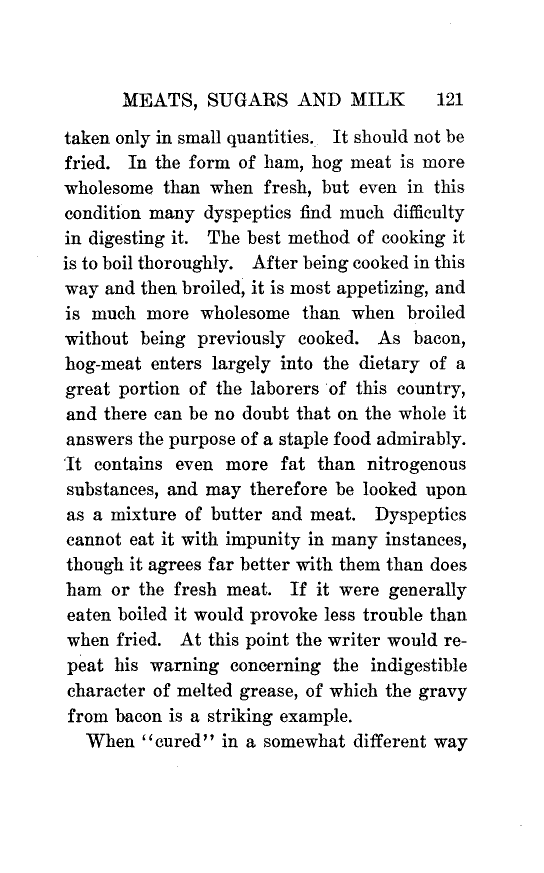 MEATS, SUGARS AND MILK 121
taken only in small quantities. It should not be
fried. In the form of ham, hog meat is more
wholesome than when fresh, but even in this
condition many dyspeptics find much difficulty
in digesting it. The best method of cooking it
is to boil thoroughly. After being cooked in this
way and then broiled, it is most appetizing, and
is much more wholesome than when broiled
without being previously cooked. As bacon,
hog-meat enters largely into the dietary of a
great portion of the laborers of this country,
and there can be no doubt that on the whole it
answers the purpose of a staple food admirably.
It contains even more fat than nitrogenous
substances, and may therefore be looked upon
as a mixture of butter and meat. Dyspeptics
cannot eat it with impunity in many instances,
though it agrees far better with them than does
ham or the fresh meat. If it were generally
eaten boiled it would provoke less trouble than
when fried. At this point the writer would re-
peat his warning concerning the indigestible
character of melted grease, of which the gravy
from bacon is a striking example.
When "cured" in a somewhat different way